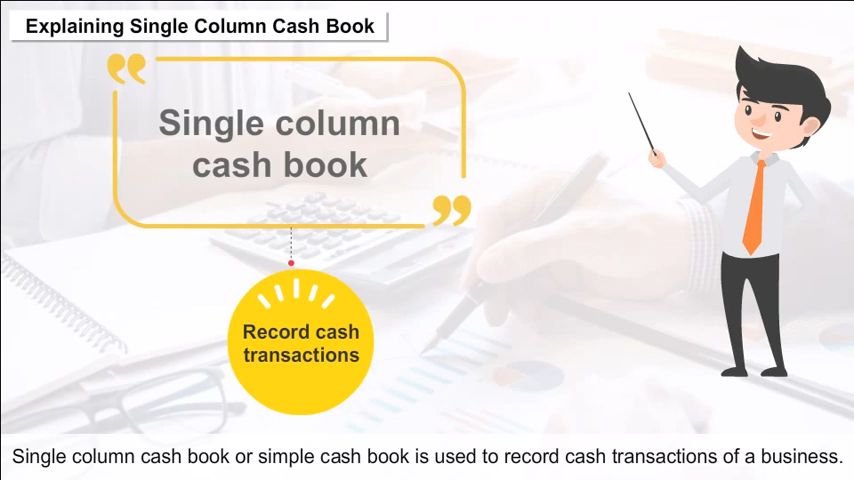 Explaining Single Column Cash Book
Single column
cash book
Record cash
transactions
Single column cash book or simple cash book is used to record cash transactions of a business.